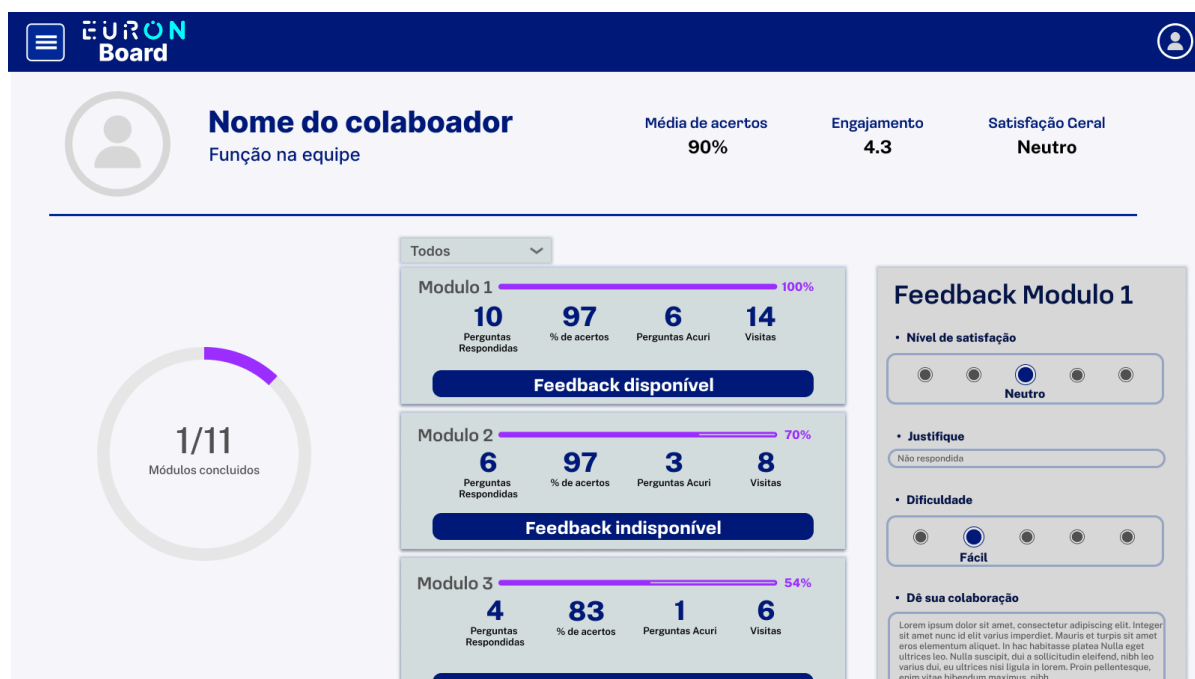 EURON
Board
Nome do colaboador
Função na equipe
Média de acertos
90%
Engajamento
4.3
Satisfação Geral
Neutro
Todos
Modulo 1
100%
10
Perguntas
Respondidas
97
% de acertos
6
Perguntas Acuri
14
Visitas
Feedback disponível
Modulo 2
70%
6
Perguntas
Respondidas
97
% de acertos
3
Perguntas Acuri
8
Visitas
Feedback indisponível
Modulo 3
54%
4
Perguntas
Respondidas
83
% de acertos
1
Perguntas Acuri
6
Visitas
1/11
Módulos concluidos
Feedback Modulo 1
• Nível de satisfação
Neutro
• Justifique
Não respondida
• Dificuldade
Fácil
• Dê sua colaboração
Lorem ipsum dolor sit amet, consectetur adipiscing elit. Integer
sit amet nunc id elit varius imperdiet. Mauris et turpis sit amet
eros elementum aliquet. In hac habitasse platea Nulla eget
ultrices leo. Nulla suscipit, dui a sollicitudin eleifend, nibh leo
varius dui, eu ultrices nisi ligula in lorem. Proin pellentesque,
enim vitae bibendum maximus, nibh